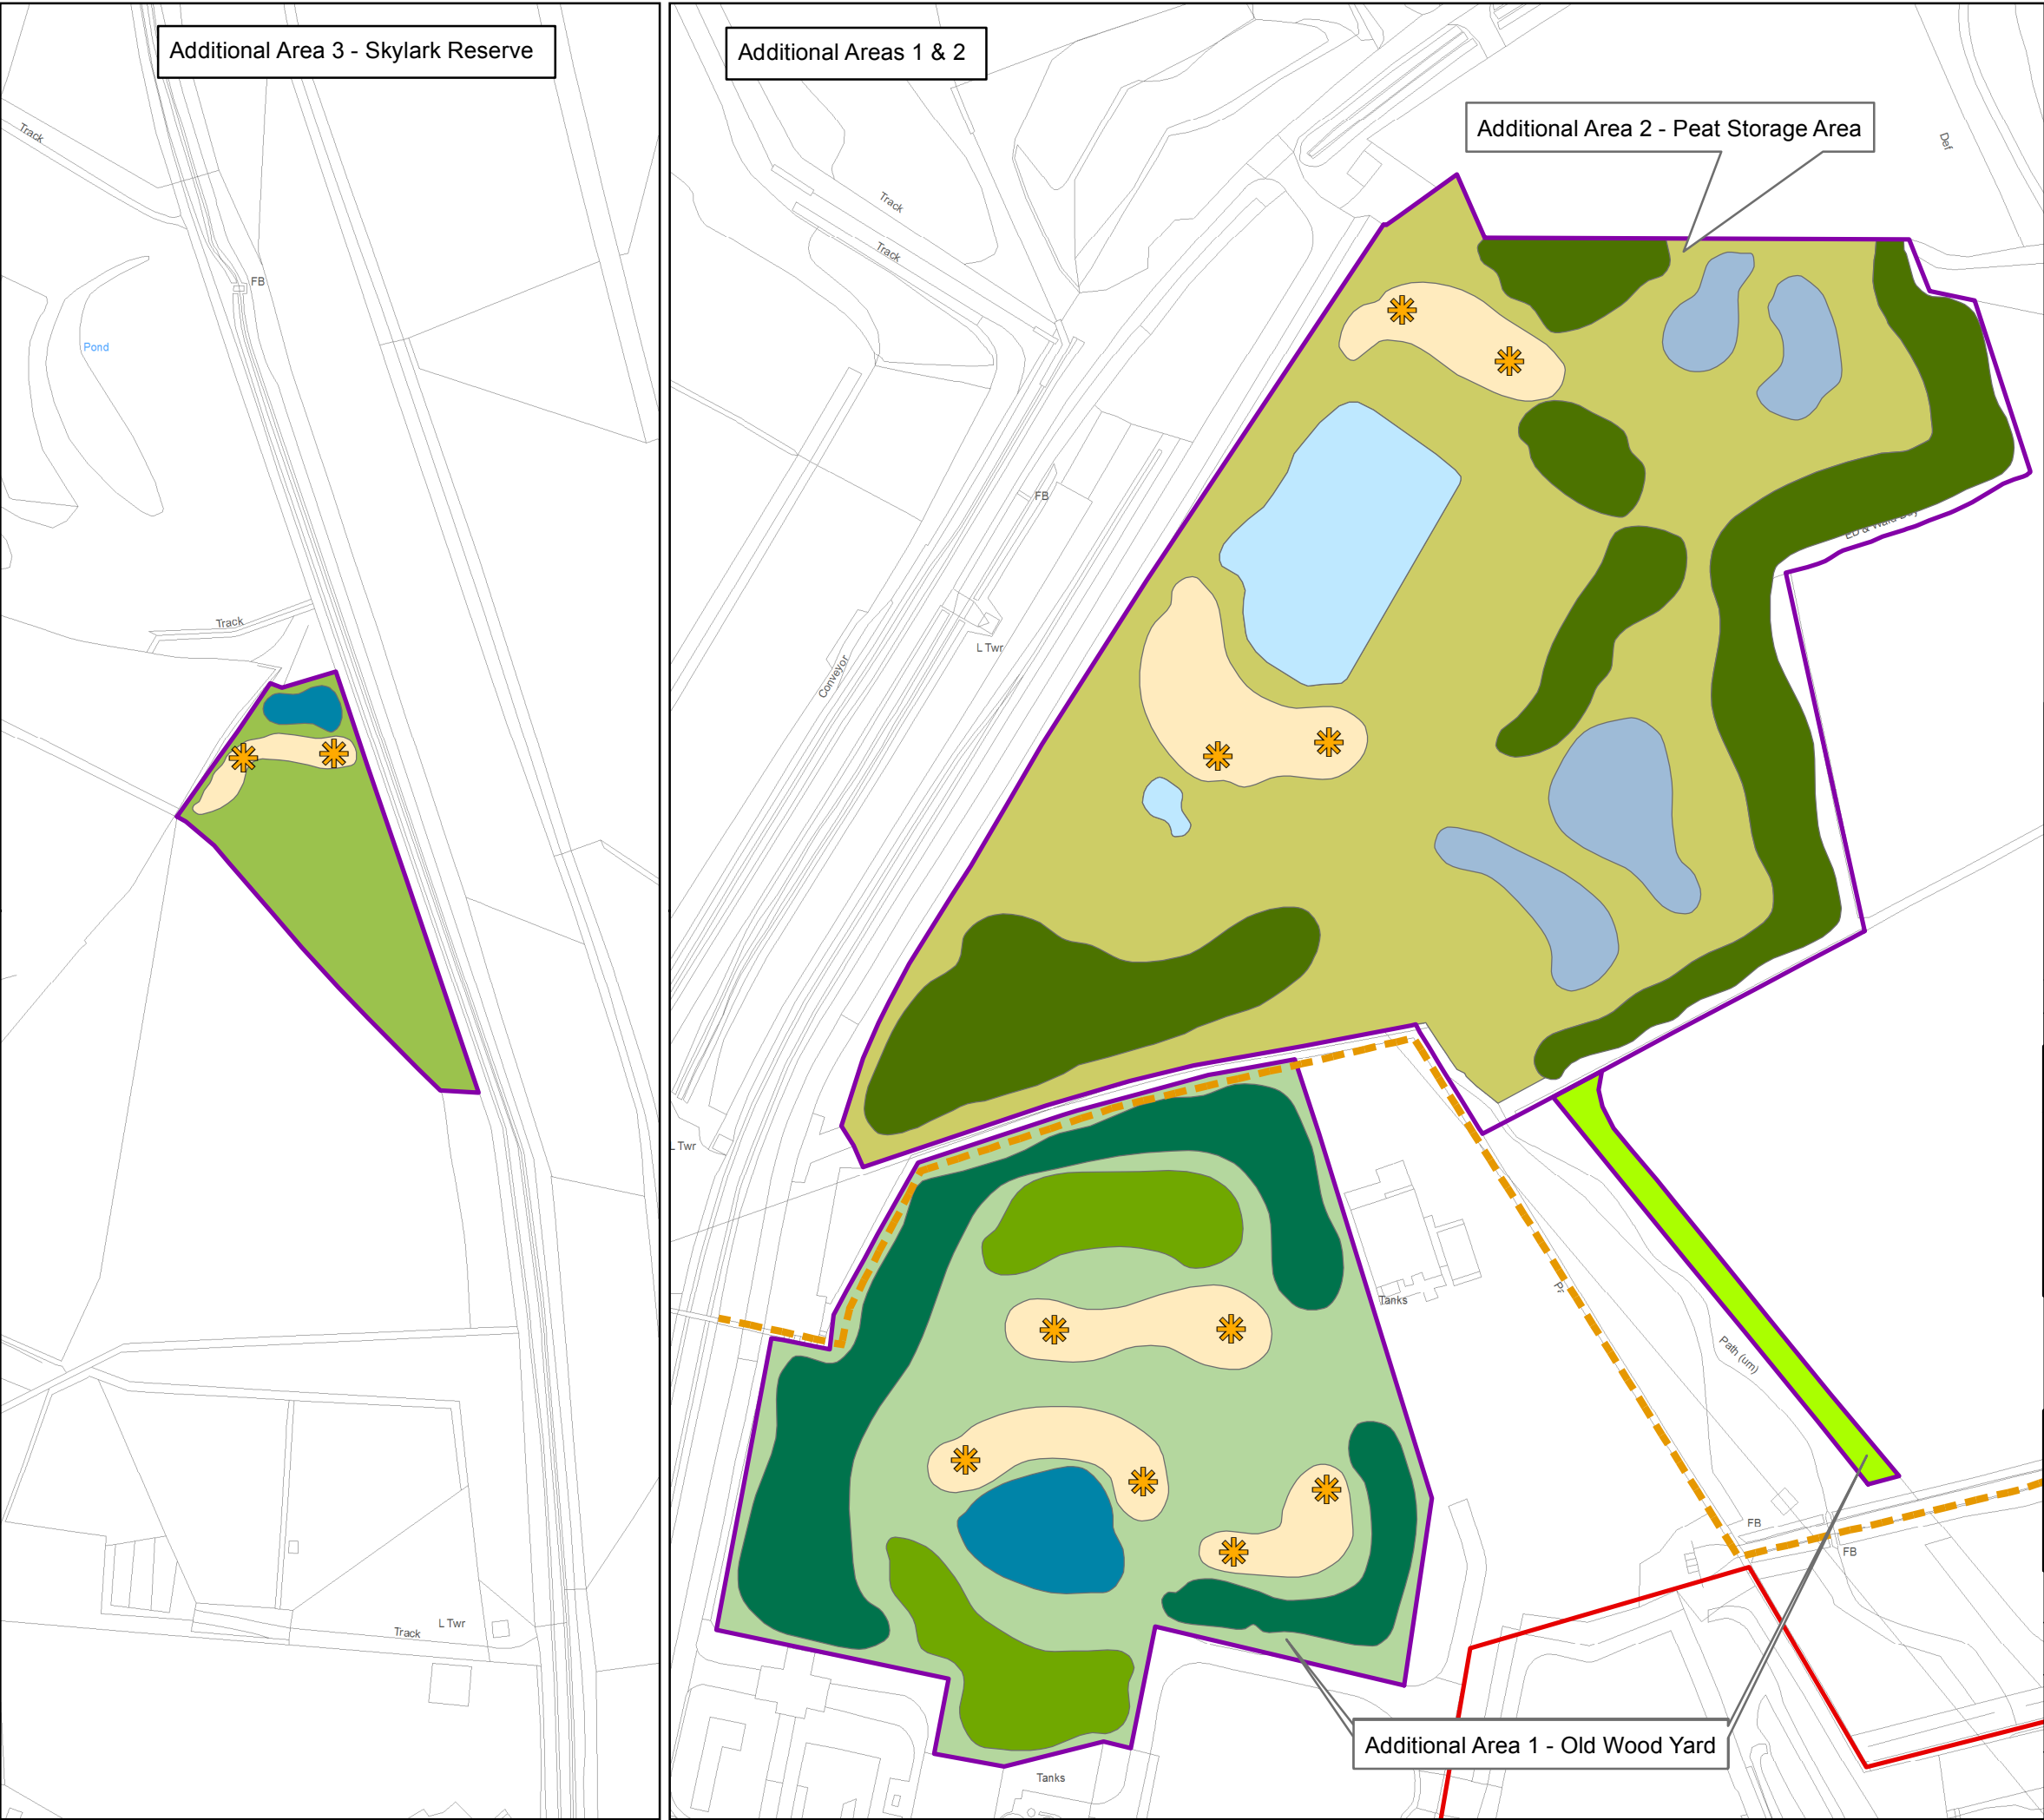 Additional Area 3 - Skylark Reserve
Track
FB
Pond
Track
Track
L Twr
Additional Areas 1 & 2
Additional Area 2 - Peat Storage Area
Def
Track
Track
FB
L Twr
Conveyor
L Twr
Tanks
Path (um)
FB
FB
Additional Area 1 - Old Wood Yard
Tanks